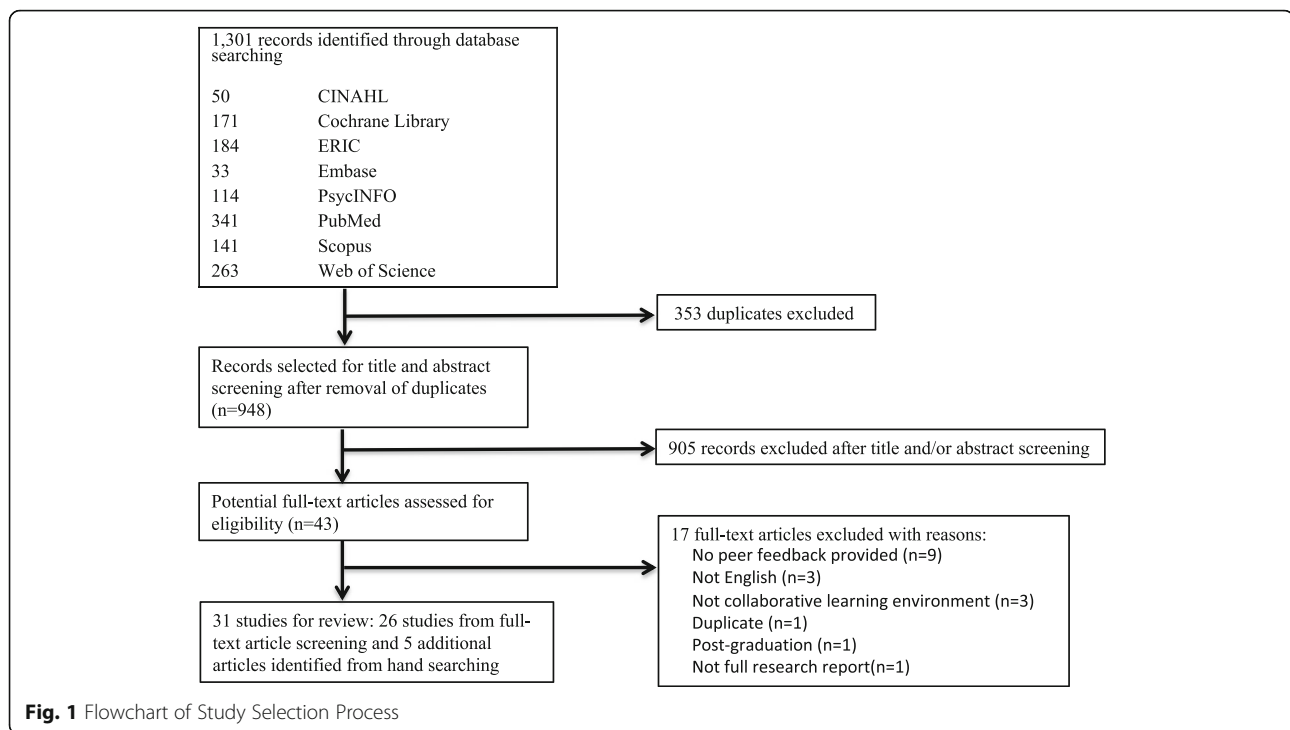 1,301 records identified through database
searching
50 CINAHL
171 Cochrane Library
184 ERIC
33 Embase
114 PsycINFO
341 PubMed
141 Scopus
263 Web of Science
353 duplicates excluded
Records selected for title and abstract
screening after removal of duplicates
(n=948)
905 records excluded after title and/or abstract screening
Potential full-text articles assessed for
eligibility (n=43)
17 full-text articles excluded with reasons:
No peer feedback provided (n=9)
Not English (n=3)
Not collaborative learning environment (n=3)
Duplicate (n=1)
Post-graduation (n=1)
Not full research report(n=1)
31 studies for review: 26 studies from full-
text article screening and 5 additional
articles identified from hand searching
Fig. 1 Flowchart of Study Selection Process